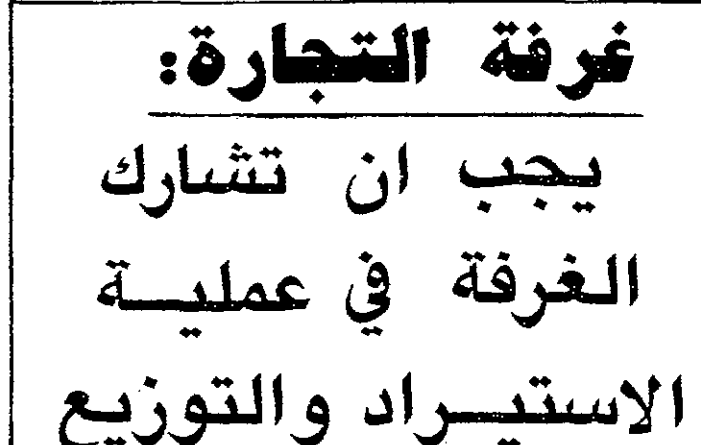 غرفة التجارة:
يجب ان تشارك
الغرفة في عملية
الاستيراد والتوزيع